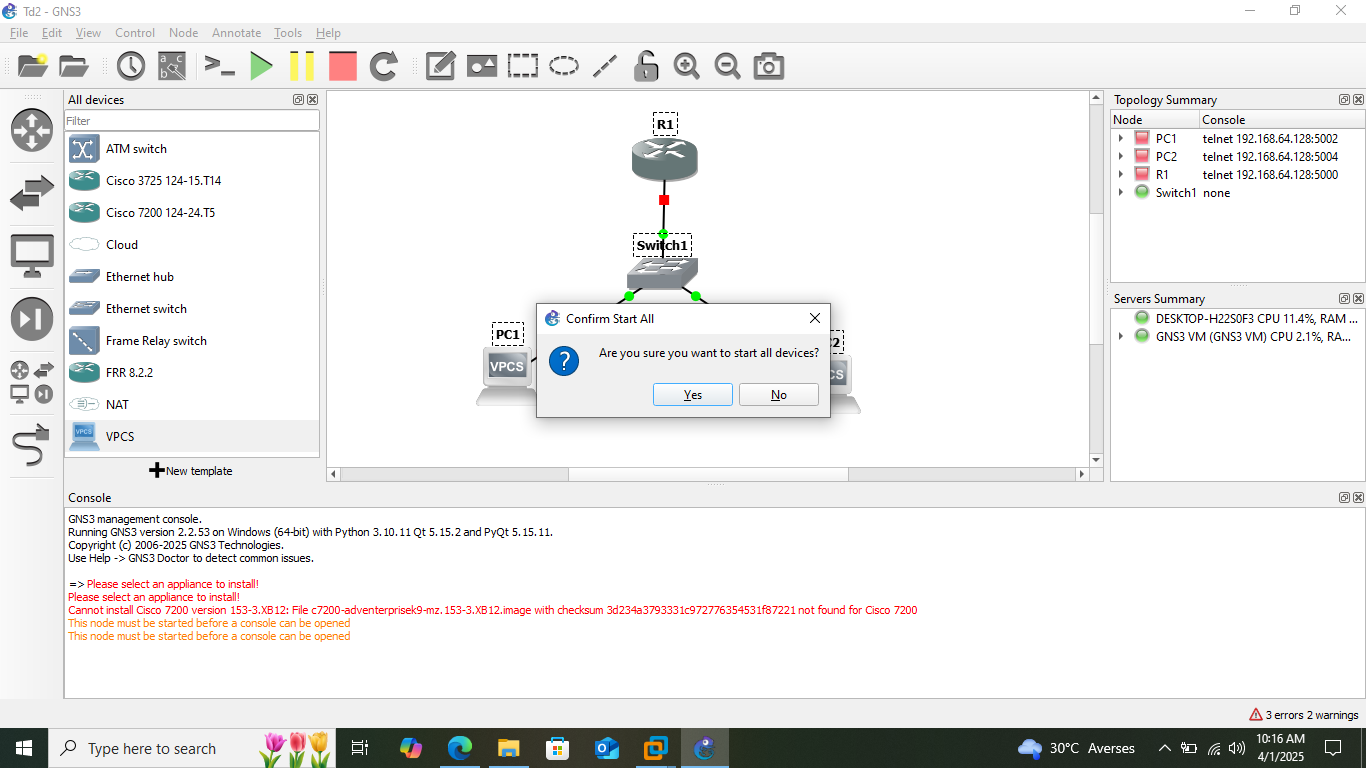 Td2 - GNS3
File Edit View Control Node Annotate Tools Help
All devices
Filter
ATM switch
Cisco 3725 124-15.T14
Cisco 7200 124-24.T5
Cloud
Ethernet hub
Ethernet switch
Frame Relay switch
FRR 8.2.2
NAT
VPCS
VPCS
New template
R1
Switch1
PC1
VPCS
Confirm Start All
Are you sure you want to start all devices?
Yes
No
Topology Summary
Node Console
PC1 telnet 192.168.64.128:5002
PC2 telnet 192.168.64.128:5004
R1 telnet 192.168.64.128:5000
Switch1 none
Servers Summary
DESKTOP-H22S0F3 CPU 11.4%, RAM ...
GNS3 VM (GNS3 VM) CPU 2.1%, RA...
Console
GNS3 management console.
Running GNS3 version 2.2.53 on Windows (64-bit) with Python 3.10.11 Qt 5.15.2 and PyQt 5.15.11.
Copyright (c) 2006-2025 GNS3 Technologies.
Use Help -> GNS3 Doctor to detect common issues.
=> Please select an appliance to install!
Please select an appliance to install!
Cannot install Cisco 7200 version 153-3.XB12: File c7200-adventerprisek9-mz.153-3.XB12.image with checksum 3d234a3793331c972776354531f87221 not found for Cisco 7200
This node must be started before a console can be opened
This node must be started before a console can be opened
3 errors 2 warnings
Type here to search
30°C Averses
10:16 AM
4/1/2025